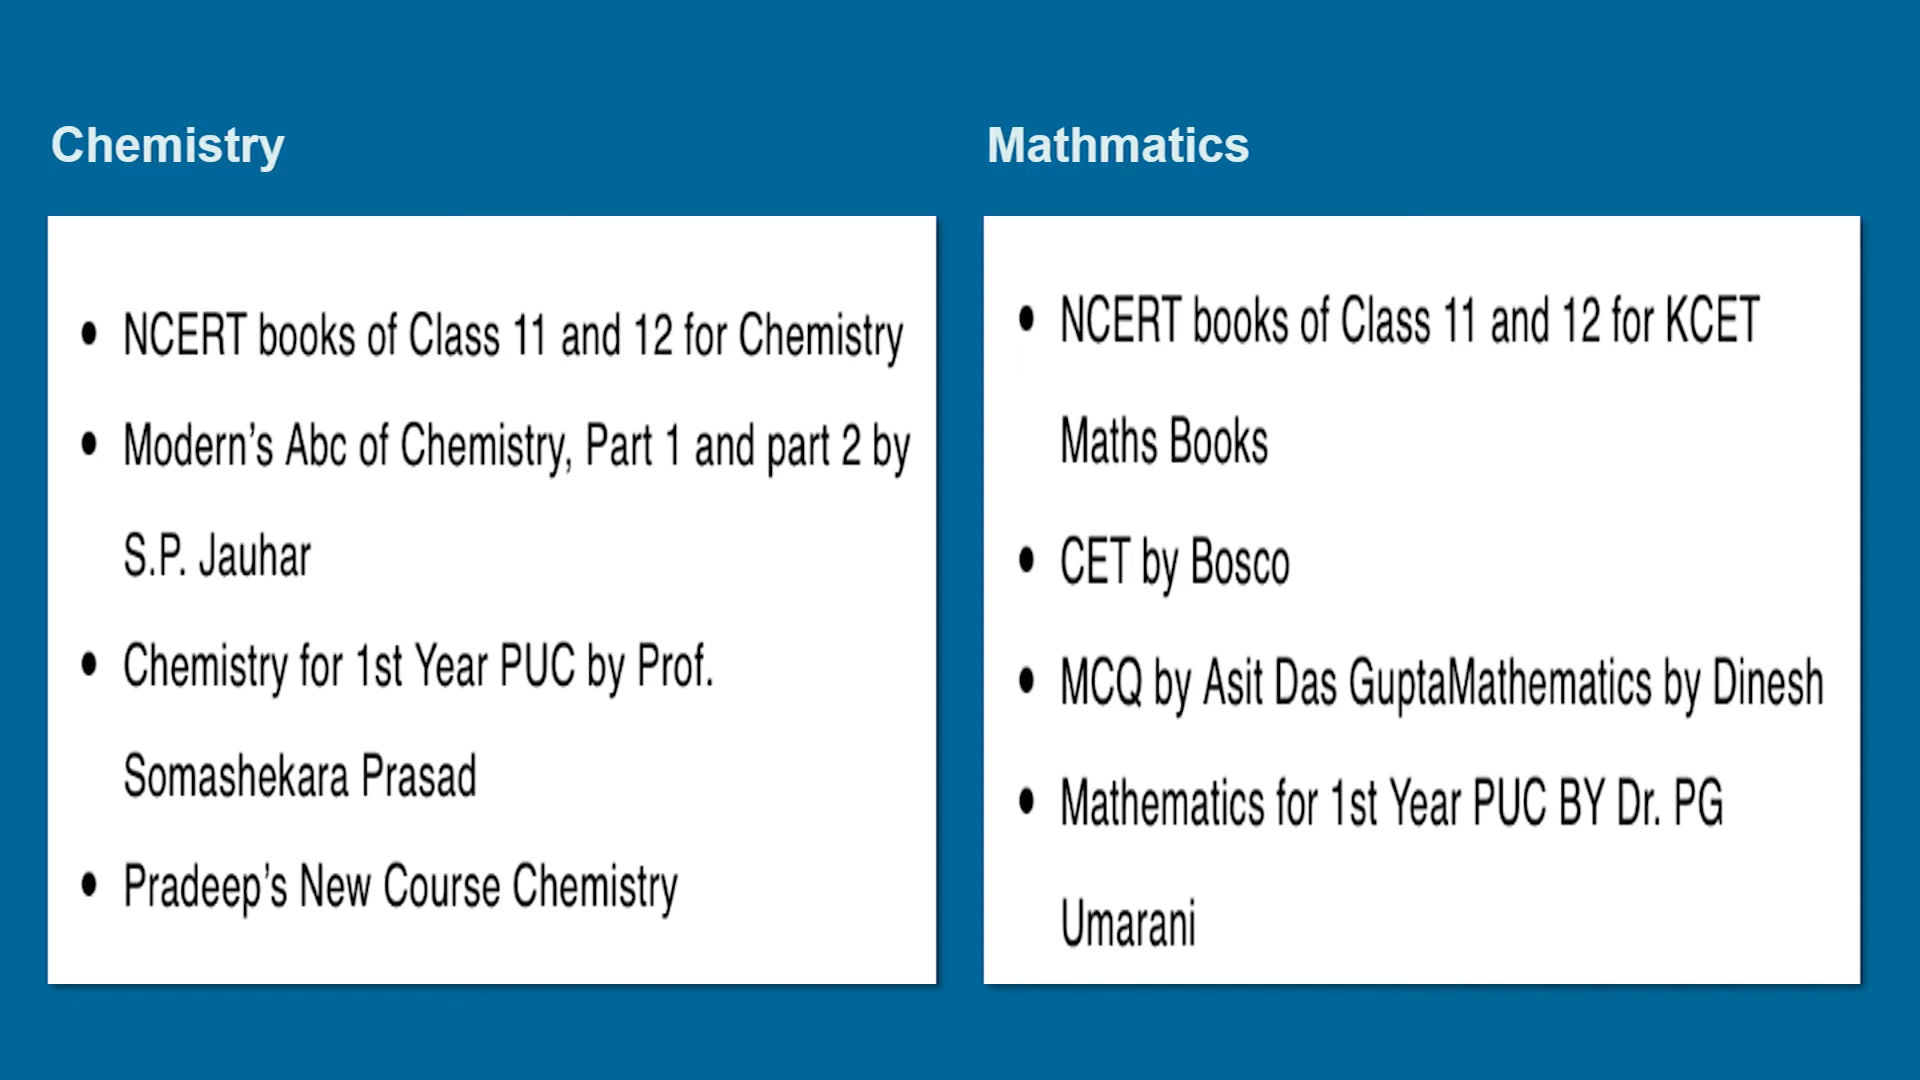 Chemistry
• NCERT books of Class 11 and 12 for Chemistry
• Modern’s Abc of Chemistry, Part 1 and part 2 by
S.P. Jauhar
• Chemistry for 1st Year PUC by Prof.
Somashekara Prasad
• Pradeep’s New Course Chemistry
Mathmatics
• NCERT books of Class 11 and 12 for KCET
Maths Books
• CET by Bosco
• MCQ by Asit Das GuptaMathematics by Dinesh
• Mathematics for 1st Year PUC BY Dr. PG
Umarani